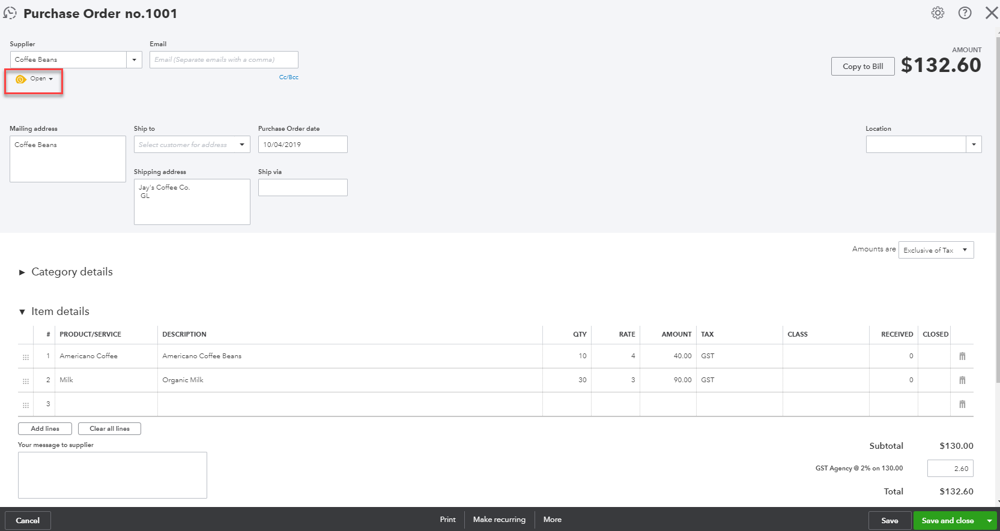 Purchase Order no.1001
Supplier
Email
Coffee Beans
Email (Separate emails with a comma)
Open
Cc/Bcc
Copy to Bill
AMOUNT
$132.60
Mailing address
Ship to
Purchase Order date
Location
Coffee Beans
Select customer for address
10/04/2019
Shipping address
Ship via
Jay's Coffee Co.
GL
Amounts are
Exclusive of Tax
Category details
Item details
# PRODUCT/SERVICE DESCRIPTION QTY RATE AMOUNT TAX CLASS RECEIVED CLOSED
1 Americano Coffee Americano Coffee Beans 10 4 40.00 GST 0
2 Milk Organic Milk 30 3 90.00 GST 0
3
Add lines
Clear all lines
Your message to supplier
Subtotal $130.00
GST Agency @ 2% on 130.00 2.60
Total $132.60
Cancel
Print
Make recurring
More
Save
Save and close